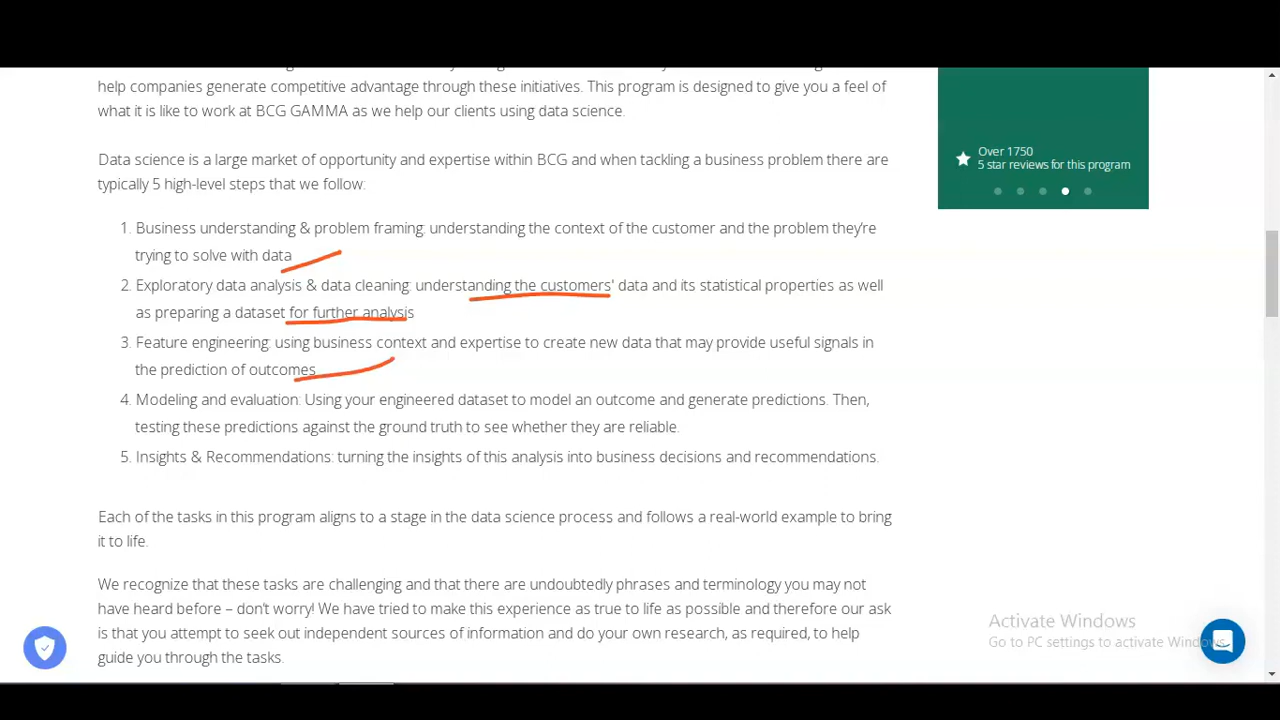 help companies generate competitive advantage through these initiatives. This program is designed to give you a feel of
what it is like to work at BCG GAMMA as we help our clients using data science.
Data science is a large market of opportunity and expertise within BCG and when tackling a business problem there are
typically 5 high-level steps that we follow:
1. Business understanding & problem framing: understanding the context of the customer and the problem they're
trying to solve with data
2. Exploratory data analysis & data cleaning: understanding the customers' data and its statistical properties as well
as preparing a dataset for further analysis
3. Feature engineering: using business context and expertise to create new data that may provide useful signals in
the prediction of outcomes
4. Modeling and evaluation: Using your engineered dataset to model an outcome and generate predictions. Then,
testing these predictions against the ground truth to see whether they are reliable.
5. Insights & Recommendations: turning the insights of this analysis into business decisions and recommendations.
Each of the tasks in this program aligns to a stage in the data science process and follows a real-world example to bring
it to life.
We recognize that these tasks are challenging and that there are undoubtedly phrases and terminology you may not
have heard before – don't worry! We have tried to make this experience as true to life as possible and therefore our ask
is that you attempt to seek out independent sources of information and do your own research, as required, to help
guide you through the tasks.
Over 1750
5 star reviews for this program
Activate Windows
Go to PC settings to activate Windows.